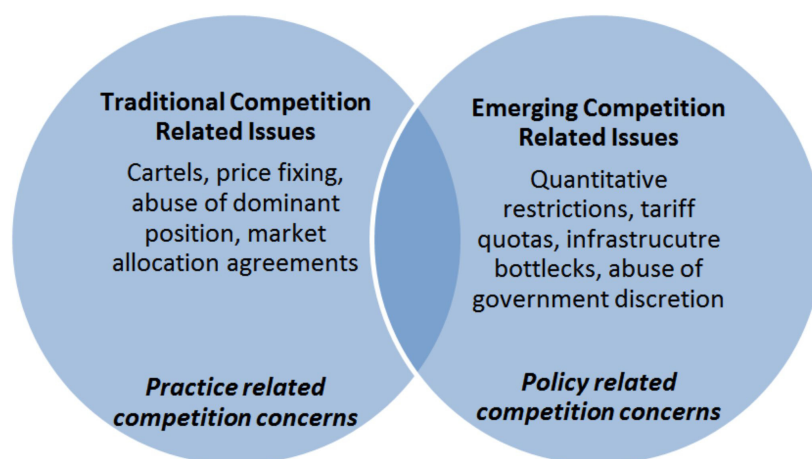 Traditional Competition
Related Issues
Cartels, price fixing,
abuse of dominant
position, market
allocation agreements
Practice related
competition concerns
Emerging Competition
Related Issues
Quantitative
restrictions, tariff
quotas, infrastrucutre
bottlecks, abuse of
government discretion
Policy related
competition concerns